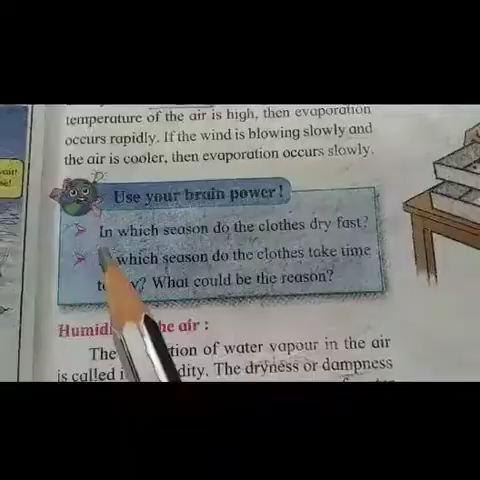 temperature of the air is high, then evaporation
occurs rapidly. If the wind is blowing slowly and
the air is cooler, then evaporation occurs slowly.
Use your brain power!
In which season do the clothes dry fast?
which season do the clothes take time
What could be the reason?
he air :
The tion of water vapour in the air
is called dity. The dryness or dampness